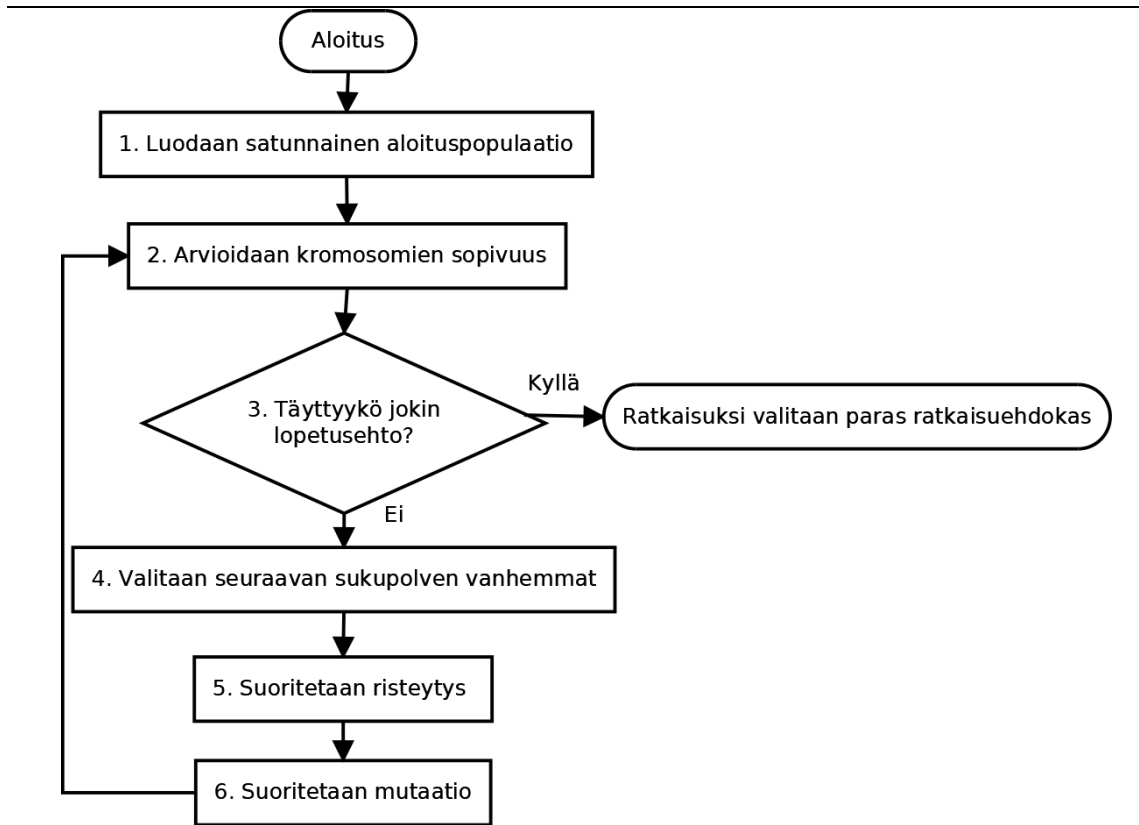 Aloitus
1. Luodaan satunnainen aloituspopulaatio
2. Arvioidaan kromosomien sopivuus
3. Täyttyykö jokin
lopetusehto?
Kyllä
Ratkaisuksi valitaan paras ratkaisuehdokas
Ei
4. Valitaan seuraavan sukupolven vanhemmat
5. Suoritetaan risteytys
6. Suoritetaan mutaatio